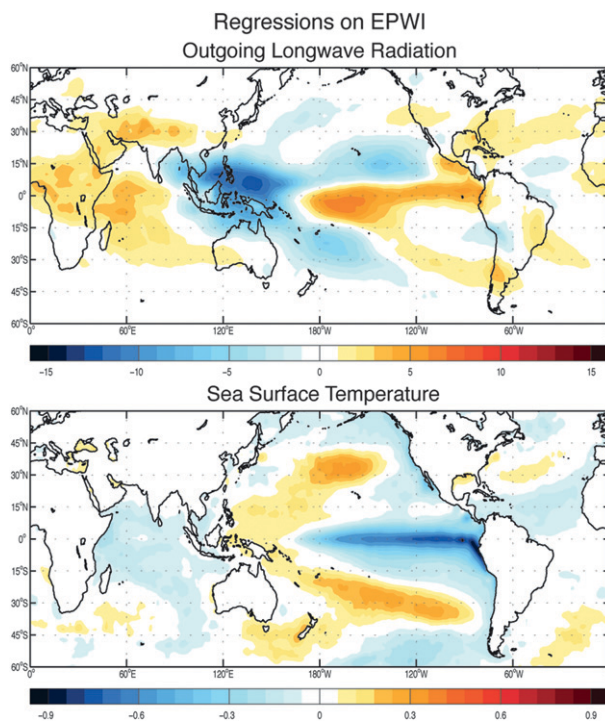 Regressions on EPWI
Outgoing Longwave Radiation
60°N
45°N
30°N
15°N
0°
15°S
30°S
45°S
60°S
0° 60°E 120°E 180°W 120°W 60°W
−15 −10 −5 0 5 10 15
Sea Surface Temperature
60°N
45°N
30°N
15°N
0°
15°S
30°S
45°S
60°S
0° 60°E 120°E 180°W 120°W 60°W
−0.9 −0.6 −0.3 0 0.3 0.6 0.9